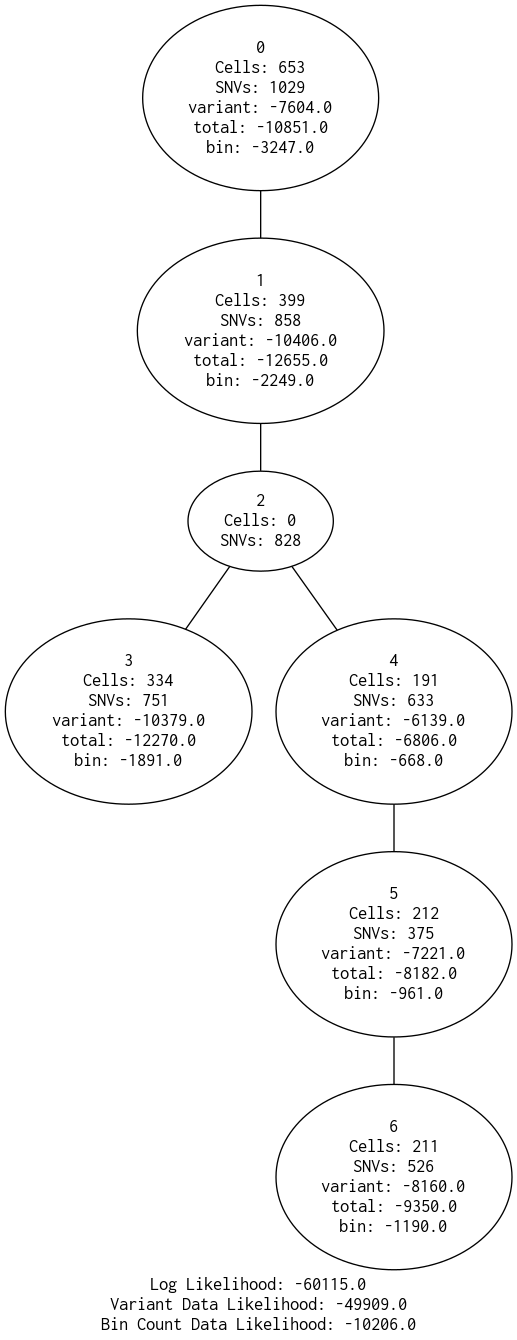 0
Cells: 653
SNVs: 1029
variant: -7604.0
total: -10851.0
bin: -3247.0
1
Cells: 399
SNVs: 858
variant: -10406.0
total: -12655.0
bin: -2249.0
2
Cells: 0
SNVs: 828
3
Cells: 334
SNVs: 751
variant: -10379.0
total: -12270.0
bin: -1891.0
4
Cells: 191
SNVs: 633
variant: -6139.0
total: -6806.0
bin: -668.0
5
Cells: 212
SNVs: 375
variant: -7221.0
total: -8182.0
bin: -961.0
6
Cells: 211
SNVs: 526
variant: -8160.0
total: -9350.0
bin: -1190.0
Log Likelihood: -60115.0
Variant Data Likelihood: -49909.0
Bin Count Data Likelihood: -10206.0